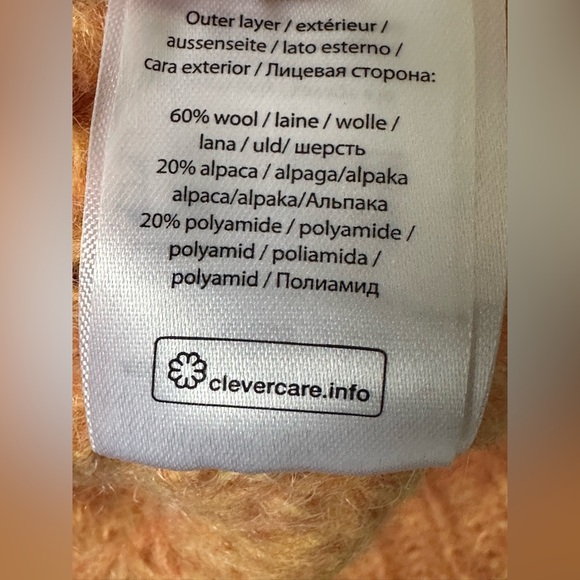 Outer layer / extérieur /
aussenseite / lato esterno /
cara exterior / Лицевая сторона:
60% wool / laine / wolle /
lana / uld/ шерсть
20% alpaca / alpaga/alpaka
alpaca/alpaka/Альпака
20% polyamide / polyamide /
polyamid / poliamida /
polyamid / Полиамид
clevercare.info